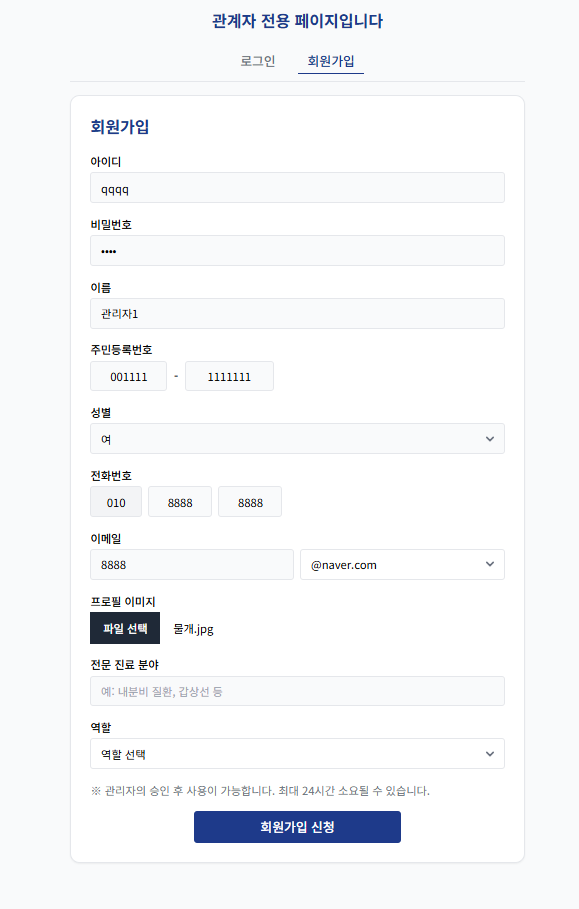 관계자 전용 페이지입니다
로그인 회원가입
회원가입
아이디
qqqq
비밀번호
••••
이름
관리자1
주민등록번호
001111 - 1111111
성별
여
전화번호
010 8888 8888
이메일
8888 @naver.com
프로필 이미지
파일 선택 물개.jpg
전문 진료 분야
예: 내분비 질환, 갑상선 등
역할
역할 선택
※ 관리자의 승인 후 사용이 가능합니다. 최대 24시간 소요될 수 있습니다.
회원가입 신청